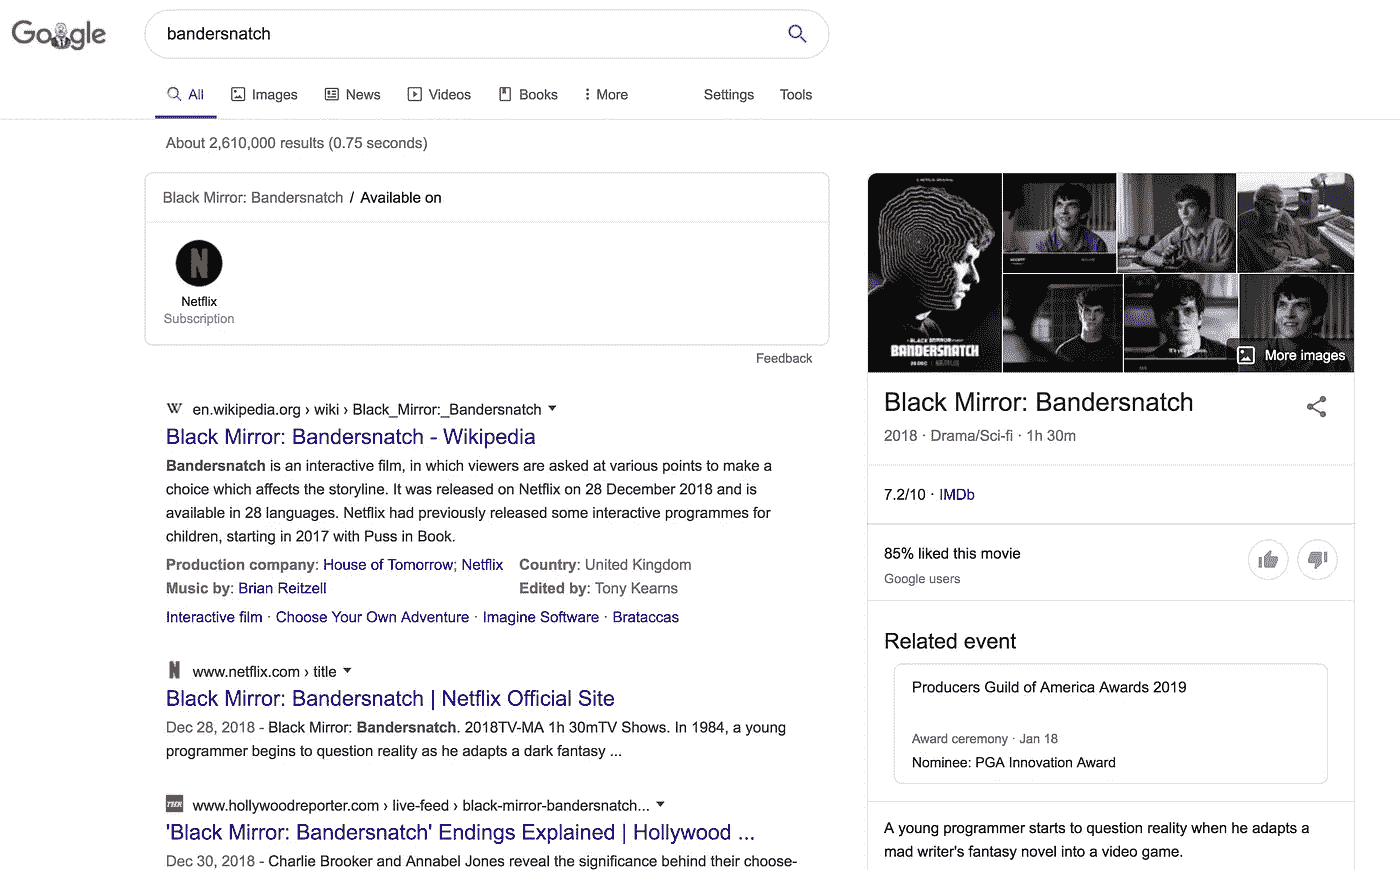 Google
bandersnatch
All Images News Videos Books More Settings Tools
About 2,610,000 results (0.75 seconds)
Black Mirror: Bandersnatch / Available on
N
Netflix
Subscription
Feedback
W en.wikipedia.org › wiki › Black_Mirror:_Bandersnatch
Black Mirror: Bandersnatch - Wikipedia
Bandersnatch is an interactive film, in which viewers are asked at various points to make a
choice which affects the storyline. It was released on Netflix on 28 December 2018 and is
available in 28 languages. Netflix had previously released some interactive programmes for
children, starting in 2017 with Puss in Book.
Production company: House of Tomorrow; Netflix Country: United Kingdom
Music by: Brian Reitzell Edited by: Tony Kearns
Interactive film · Choose Your Own Adventure · Imagine Software · Brataccas
N www.netflix.com › title
Black Mirror: Bandersnatch | Netflix Official Site
Dec 28, 2018 - Black Mirror: Bandersnatch. 2018TV-MA 1h 30mTV Shows. In 1984, a young
programmer begins to question reality as he adapts a dark fantasy ...
THR www.hollywoodreporter.com › live-feed › black-mirror-bandersnatch...
'Black Mirror: Bandersnatch' Endings Explained | Hollywood ...
Dec 30, 2018 - Charlie Brooker and Annabel Jones reveal the significance behind their choose-
BANDERSNATCH
More images
Black Mirror: Bandersnatch
2018 · Drama/Sci-fi · 1h 30m
7.2/10 · IMDb
85% liked this movie
Google users
Related event
Producers Guild of America Awards 2019
Award ceremony · Jan 18
Nominee: PGA Innovation Award
A young programmer starts to question reality when he adapts a
mad writer's fantasy novel into a video game.